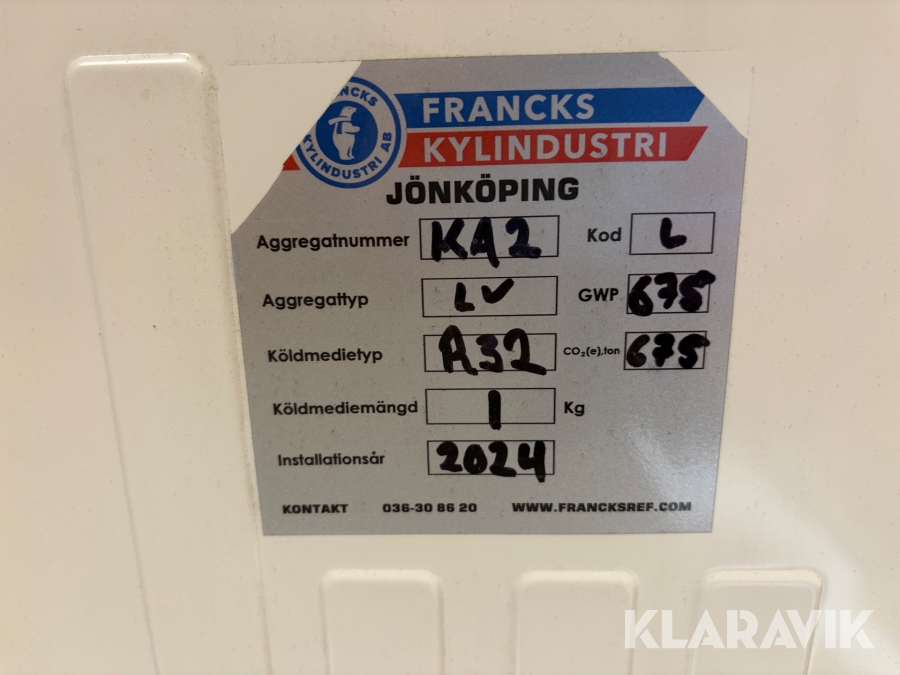 FRANCKS
KYLINDUSTRI AB
FRANCKS
KYLINDUSTRI
JÖNKÖPING
Aggregatnummer KA2 Kod L
Aggregattyp LV GWP 675
Köldmedietyp R32 CO₂(e),ton 675
Köldmediemängd 1 Kg
Installationsår 2024
KONTAKT 036-30 86 20 WWW.FRANCKSREF.COM
KLARAVIK